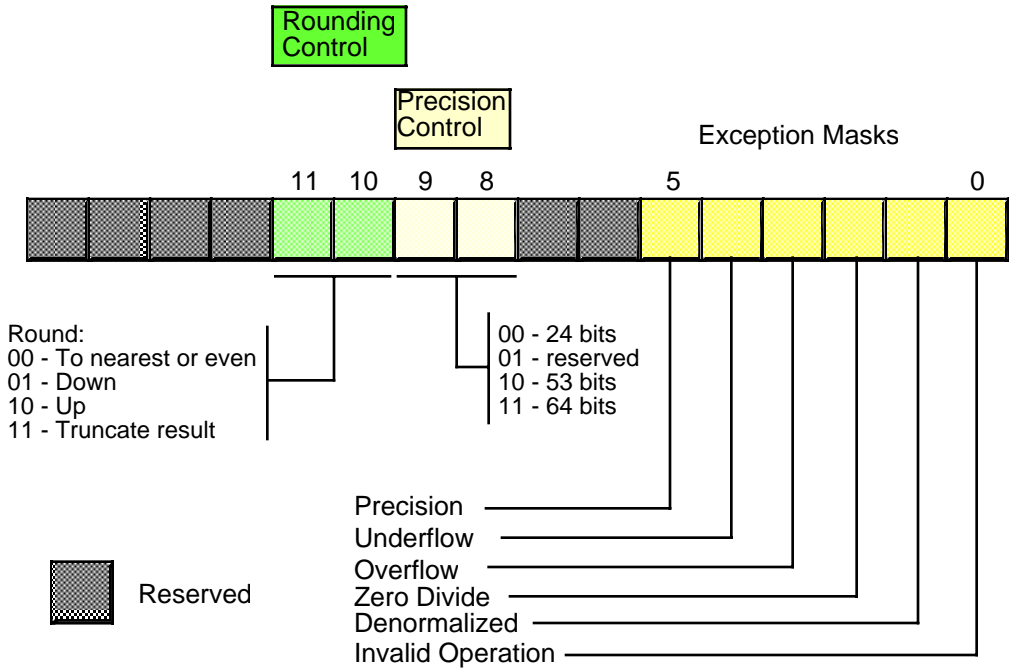 Rounding
Control
Precision
Control
Exception Masks
11 10 9 8 5 0
Round:
00 - To nearest or even
01 - Down
10 - Up
11 - Truncate result
00 - 24 bits
01 - reserved
10 - 53 bits
11 - 64 bits
Precision
Underflow
Overflow
Zero Divide
Denormalized
Invalid Operation
Reserved